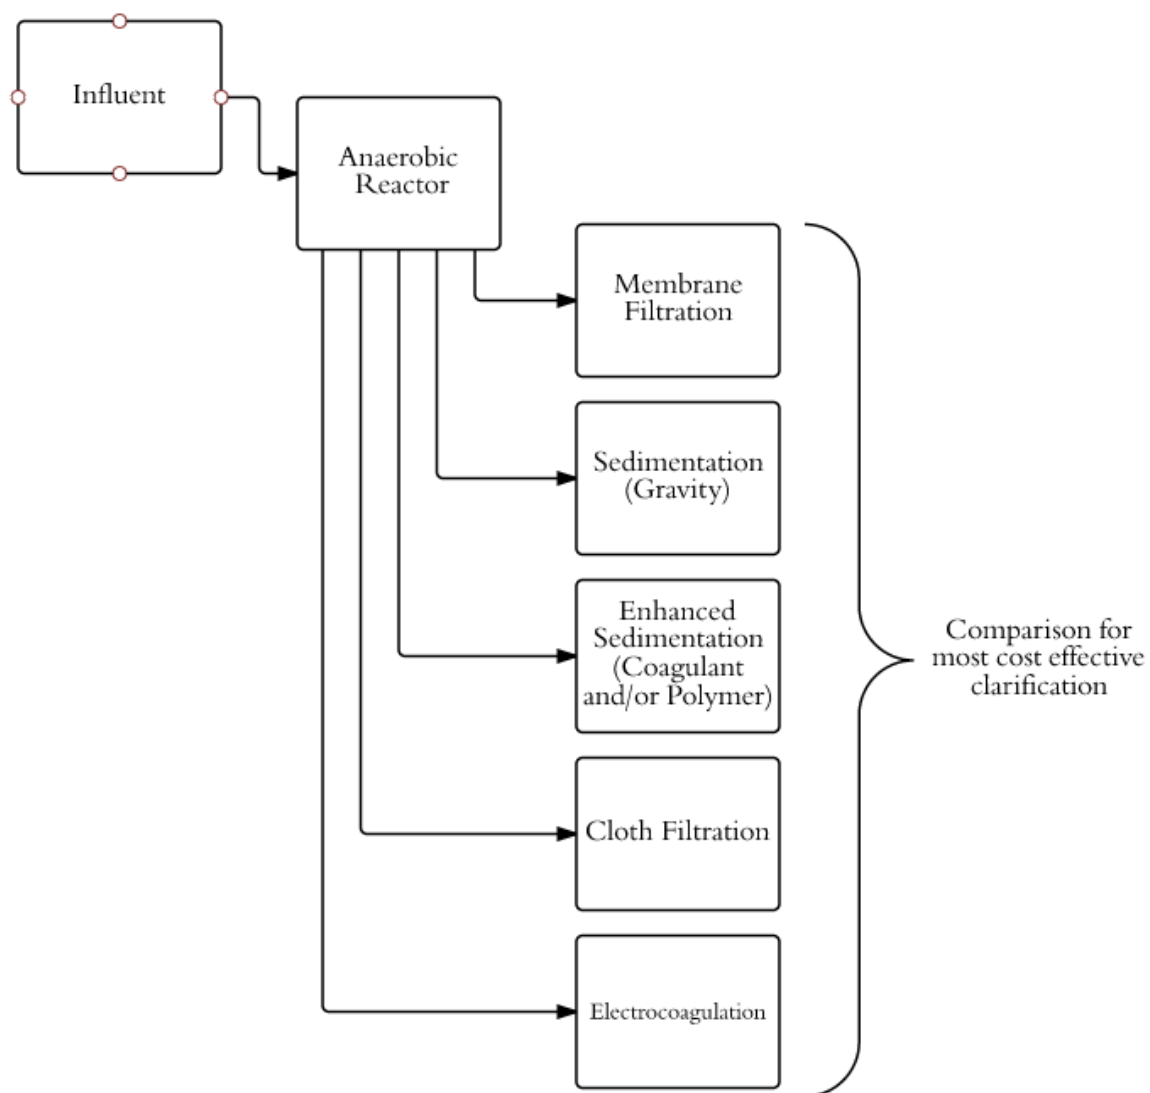 Influent
Anaerobic
Reactor
Membrane
Filtration
Sedimentation
(Gravity)
Enhanced
Sedimentation
(Coagulant
and/or Polymer)
Cloth Filtration
Electrocoagulation
Comparison for
most cost effective
clarification